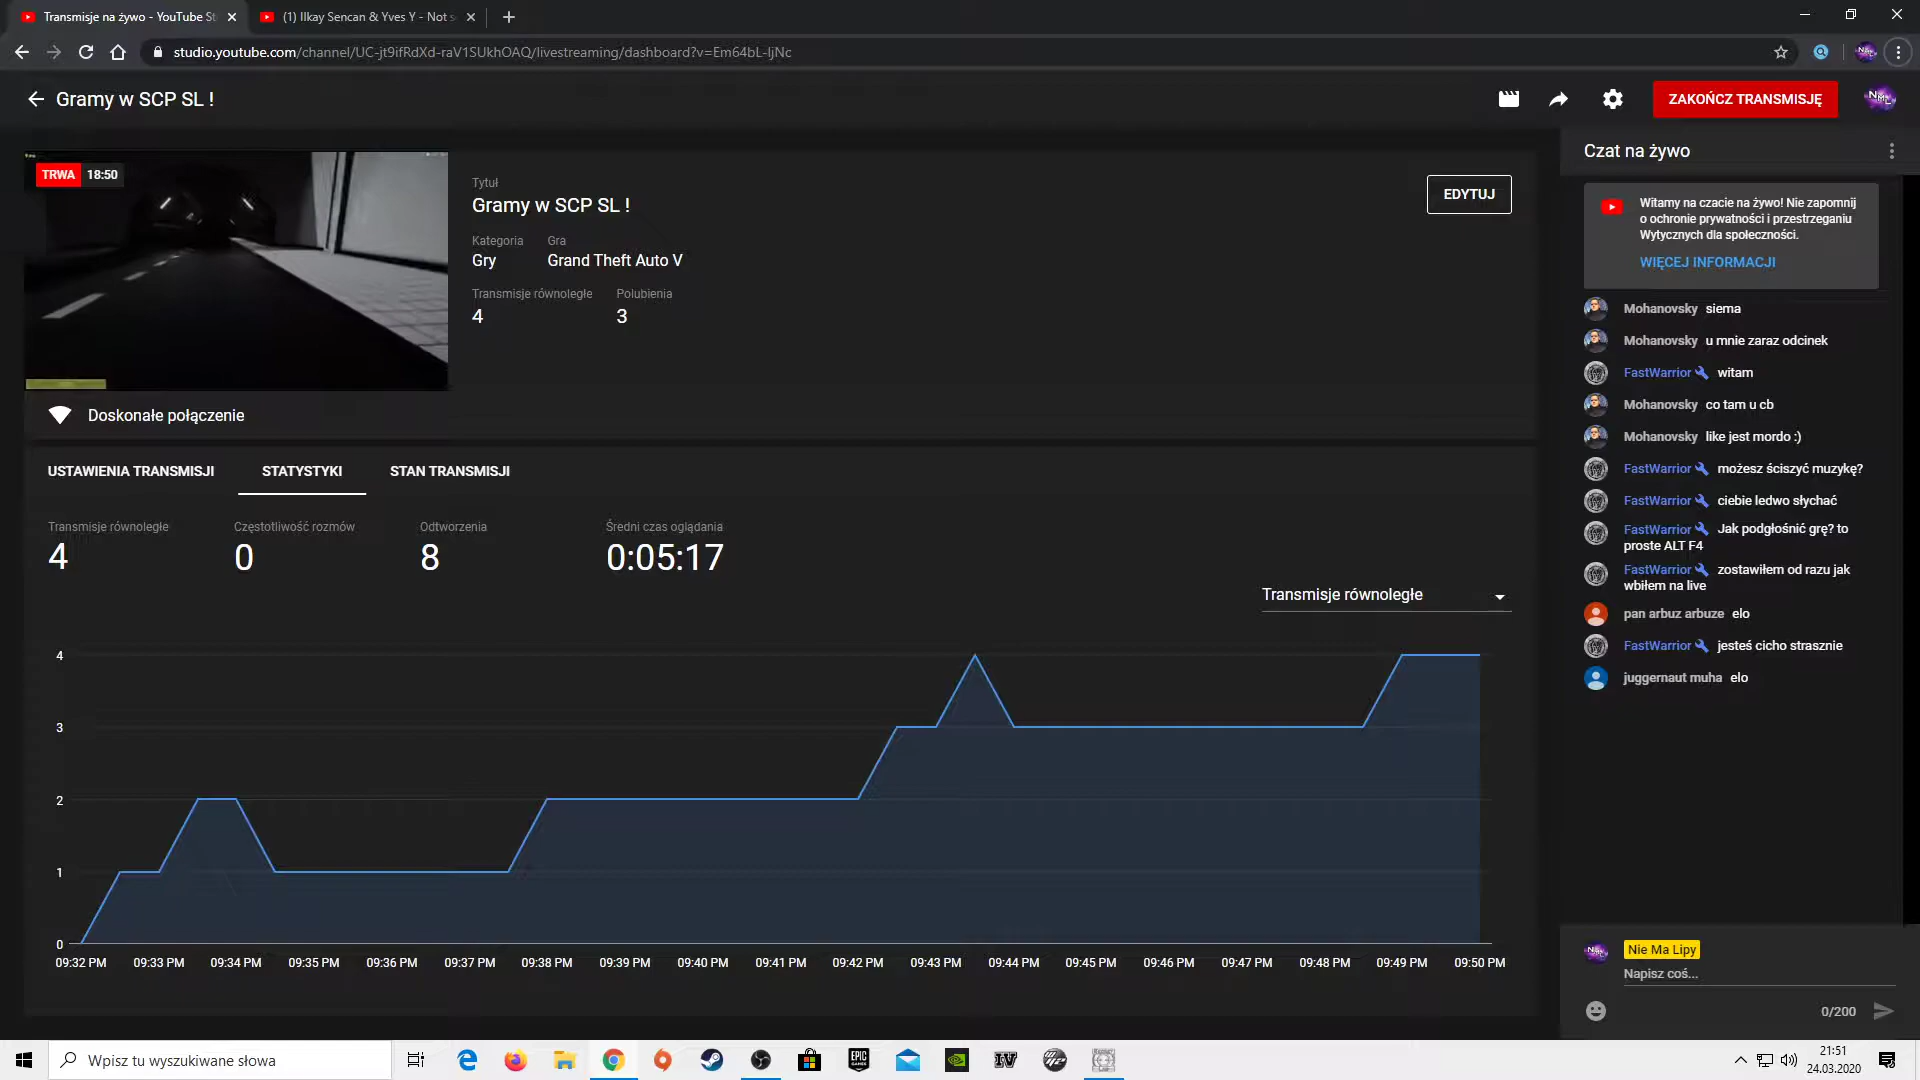 Transmisje na żywo - YouTube St
(1) Ilkay Sencan & Yves Y - Not s
studio.youtube.com/channel/UC-jt9ifRdXd-raV1SUkhOAQ/livestreaming/dashboard?v=Em64bL-IjNc
Gramy w SCP SL !
ZAKOŃCZ TRANSMISJĘ
TRWA 18:50
Tytuł
Gramy w SCP SL !
EDYTUJ
Kategoria Gra
Gry Grand Theft Auto V
Transmisje równoległe Polubienia
4 3
Doskonałe połączenie
USTAWIENIA TRANSMISJI STATYSTYKI STAN TRANSMISJI
Transmisje równoległe Częstotliwość rozmów Odtworzenia Średni czas oglądania
4 0 8 0:05:17
Transmisje równoległe
4
3
2
1
0
09:32 PM 09:33 PM 09:34 PM 09:35 PM 09:36 PM 09:37 PM 09:38 PM 09:39 PM 09:40 PM 09:41 PM 09:42 PM 09:43 PM 09:44 PM 09:45 PM 09:46 PM 09:47 PM 09:48 PM 09:49 PM 09:50 PM
Czat na żywo
Witamy na czacie na żywo! Nie zapomnij
o ochronie prywatności i przestrzeganiu
Wytycznych dla społeczności.
WIĘCEJ INFORMACJI
Mohanovsky siema
Mohanovsky u mnie zaraz odcinek
FastWarrior witam
Mohanovsky co tam u cb
Mohanovsky like jest mordo :)
FastWarrior możesz ściszyć muzykę?
FastWarrior ciebie ledwo słychać
FastWarrior Jak podgłośnić grę? to
proste ALT F4
FastWarrior zostawiłem od razu jak
wbiłem na live
pan arbuz arbuze elo
FastWarrior jesteś cicho strasznie
juggernaut muha elo
Nie Ma Lipy
Napisz coś...
0/200
Wpisz tu wyszukiwane słowa
EPIC
GAMES
IV
21:51
24.03.2020